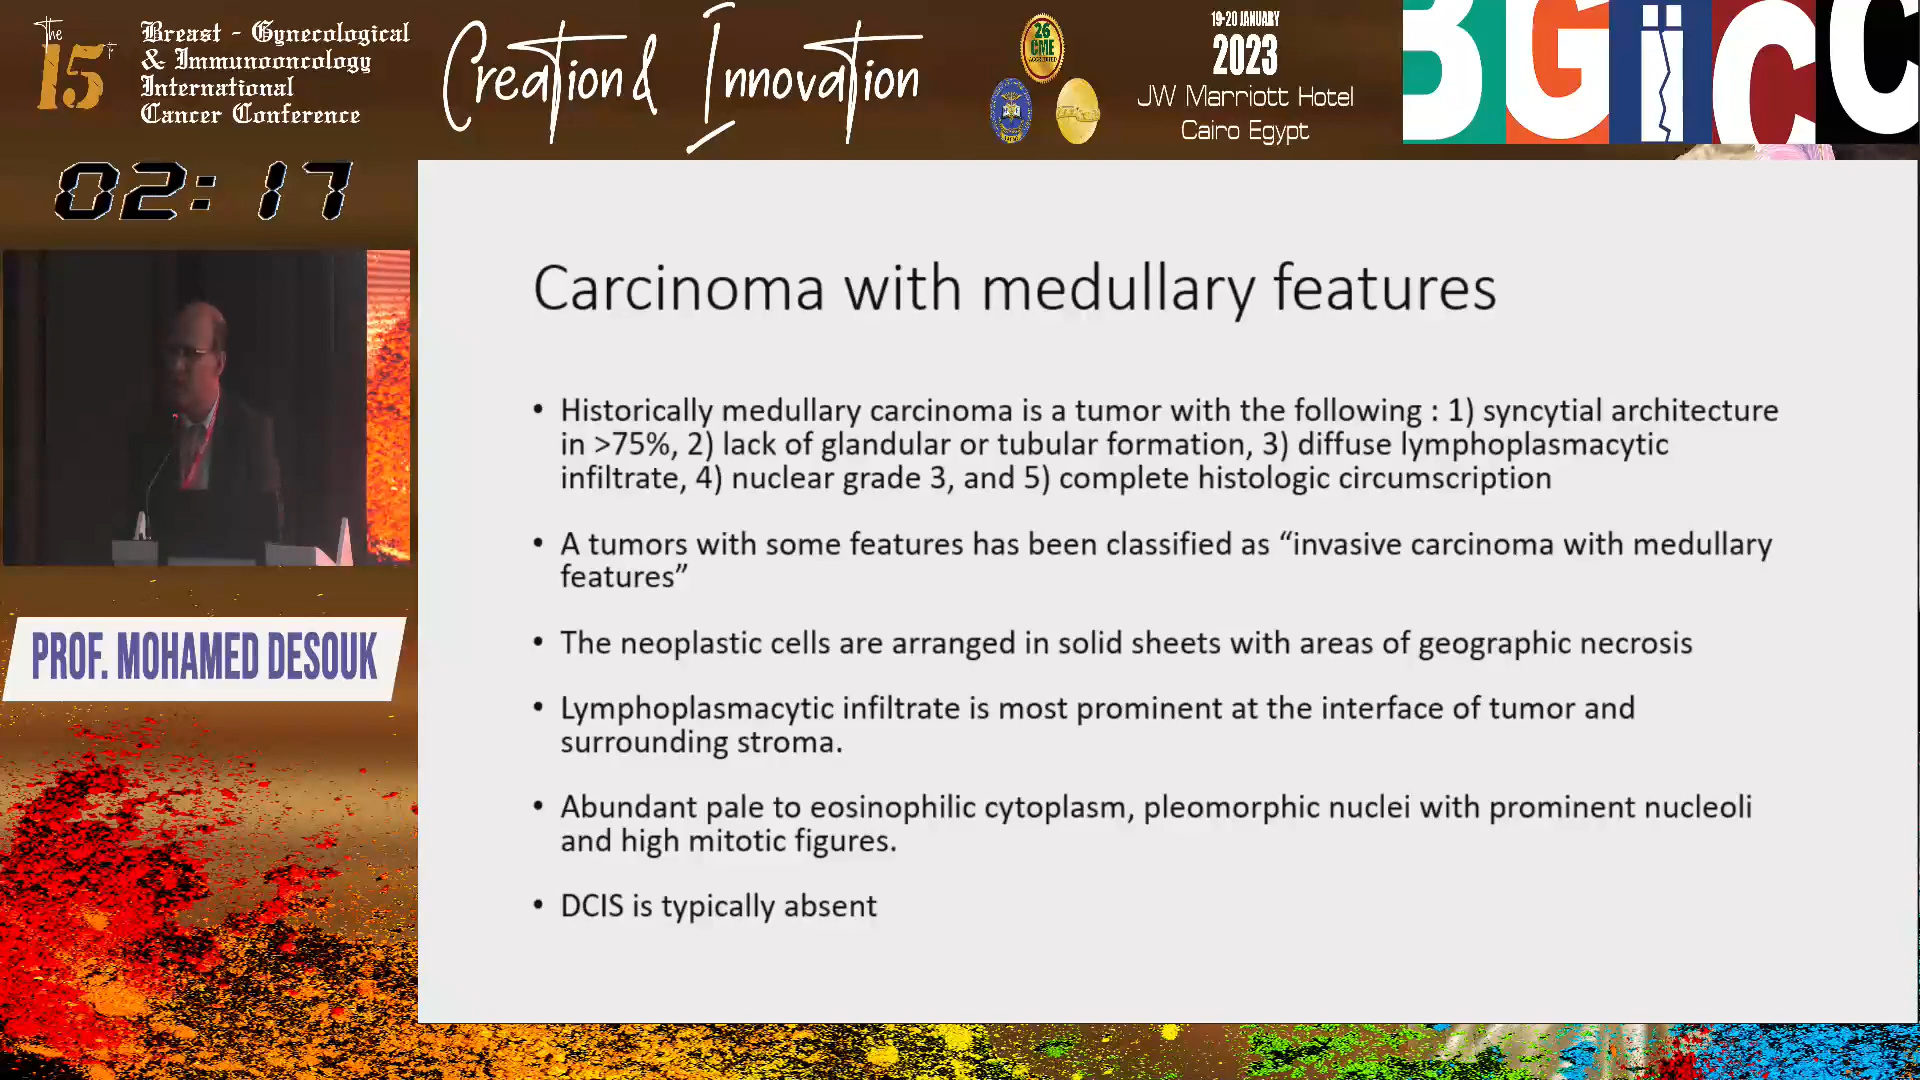 The
15
Breast - Gynecological
& Immunooncology
International
Cancer Conference
Creation & Innovation
26
CME
ACCREDITED
19-20 JANUARY
2023
JW Marriott Hotel
Cairo Egypt
BGiCC
02:17
PROF. MOHAMED DESOUK
Carcinoma with medullary features
• Historically medullary carcinoma is a tumor with the following : 1) syncytial architecture
in >75%, 2) lack of glandular or tubular formation, 3) diffuse lymphoplasmacytic
infiltrate, 4) nuclear grade 3, and 5) complete histologic circumscription
• A tumors with some features has been classified as “invasive carcinoma with medullary
features”
• The neoplastic cells are arranged in solid sheets with areas of geographic necrosis
• Lymphoplasmacytic infiltrate is most prominent at the interface of tumor and
surrounding stroma.
• Abundant pale to eosinophilic cytoplasm, pleomorphic nuclei with prominent nucleoli
and high mitotic figures.
• DCIS is typically absent